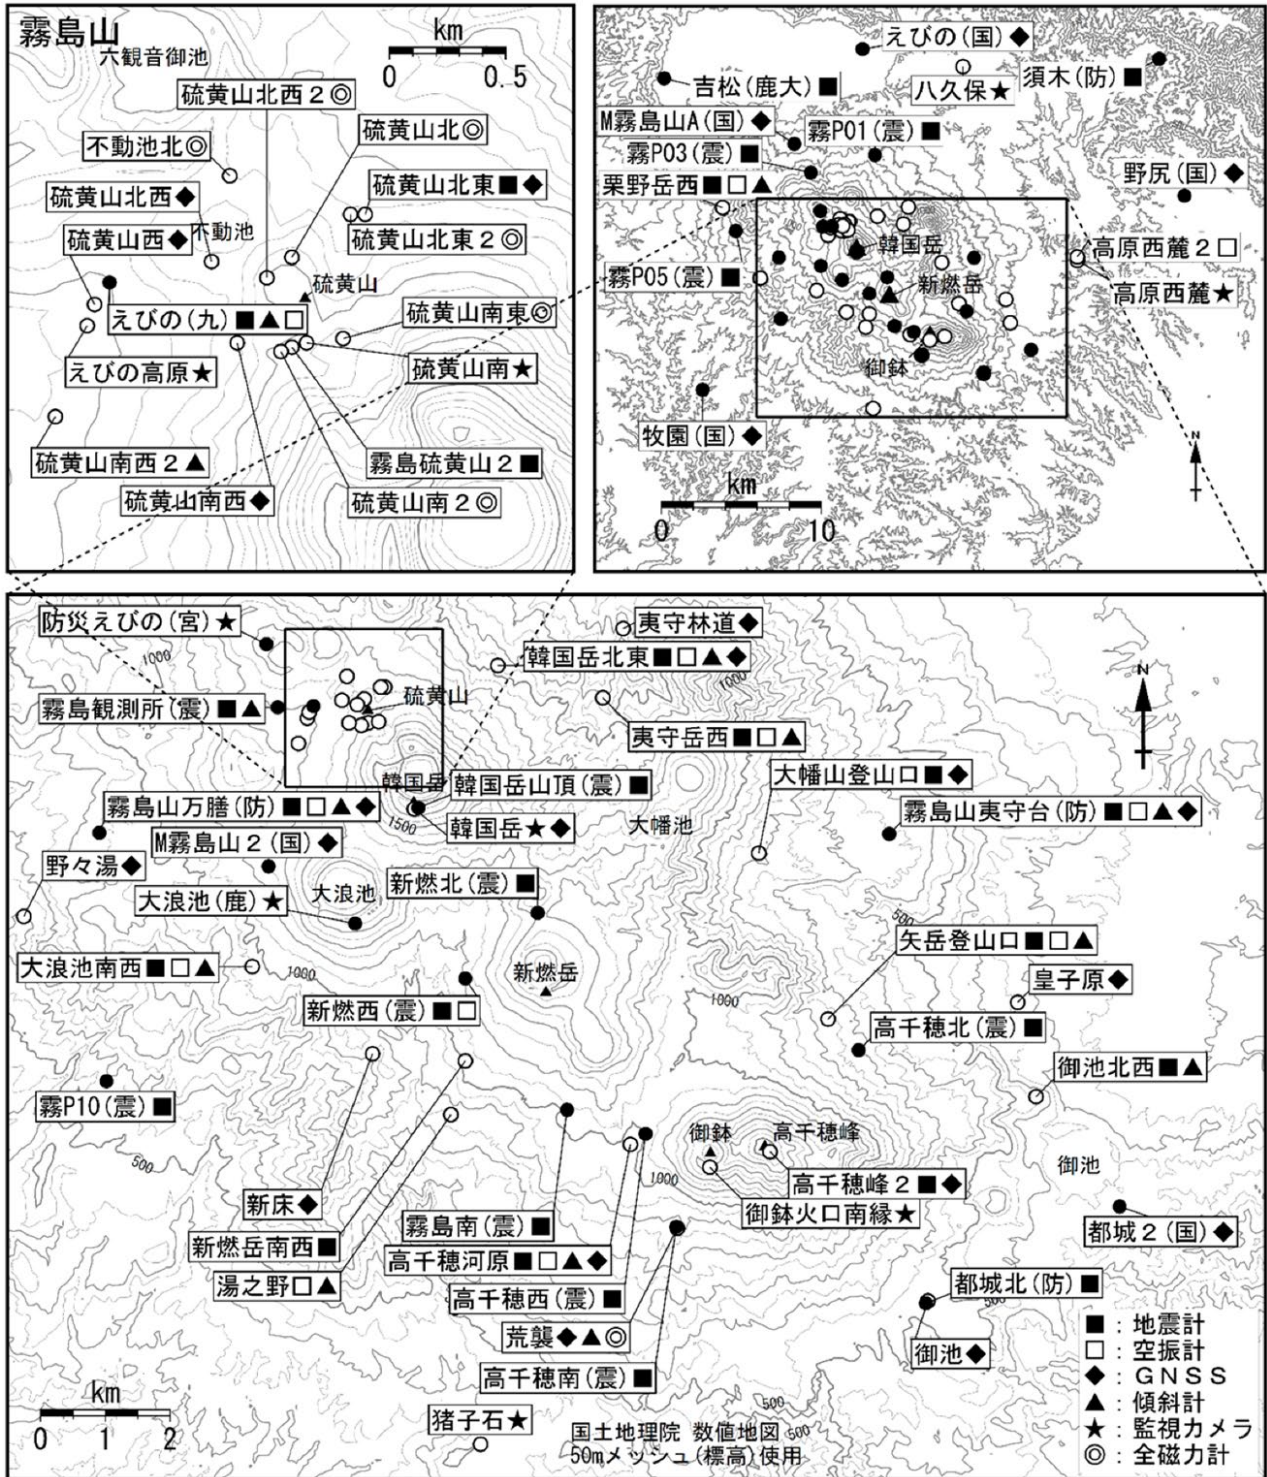 霧島山
六観音御池
km
0 0.5
硫黄山北西2◎
硫黄山北◎
不動池北◎
硫黄山北東■◆
硫黄山北西◆
不動池
硫黄山北東2◎
硫黄山西◆
硫黄山
えびの(九)■▲□
硫黄山南東◎
えびの高原★
硫黄山南★
硫黄山南西2▲
霧島硫黄山2■
硫黄山南西◆
硫黄山南2◎
えびの(国)◆
吉松(鹿大)■
八久保★
須木(防)■
M霧島山A(国)◆
霧P01(震)■
霧P03(震)■
栗野岳西■□▲
野尻(国)◆
韓国岳
高原西麓2□
霧P05(震)■
新燃岳
高原西麓★
御鉢
牧園(国)◆
N
km
0 10
防災えびの(宮)★
夷守林道◆
1000
韓国岳北東■□▲◆
1000
霧島観測所(震)■▲
硫黄山
夷守岳西■□▲
N
韓国岳
韓国岳山頂(震)■
大幡山登山口■◆
霧島山万膳(防)■□▲◆
1500
韓国岳★◆
大幡池
霧島山夷守台(防)■□▲◆
M霧島山2(国)◆
野々湯◆
新燃北(震)■
大浪池
大浪池(鹿)★
500
矢岳登山口■□▲
大浪池南西■□▲
1000
新燃岳
皇子原◆
1000
新燃西(震)■□
高千穂北(震)■
御池北西■▲
霧P10(震)■
御鉢
高千穂峰
500
御池
1000
高千穂峰2■◆
新床◆
御鉢火口南縁★
霧島南(震)■
都城2(国)◆
新燃岳南西■
高千穂河原■□▲◆
湯之野□▲
都城北(防)■
高千穂西(震)■
500
荒襲◆▲◎
御池◆
高千穂南(震)■
■：地震計
□：空振計
◆：GNSS
▲：傾斜計
★：監視カメラ
◎：全磁力計
km
0 1 2
猪子石★
500
500
国土地理院 数値地図
50mメッシュ(標高)使用